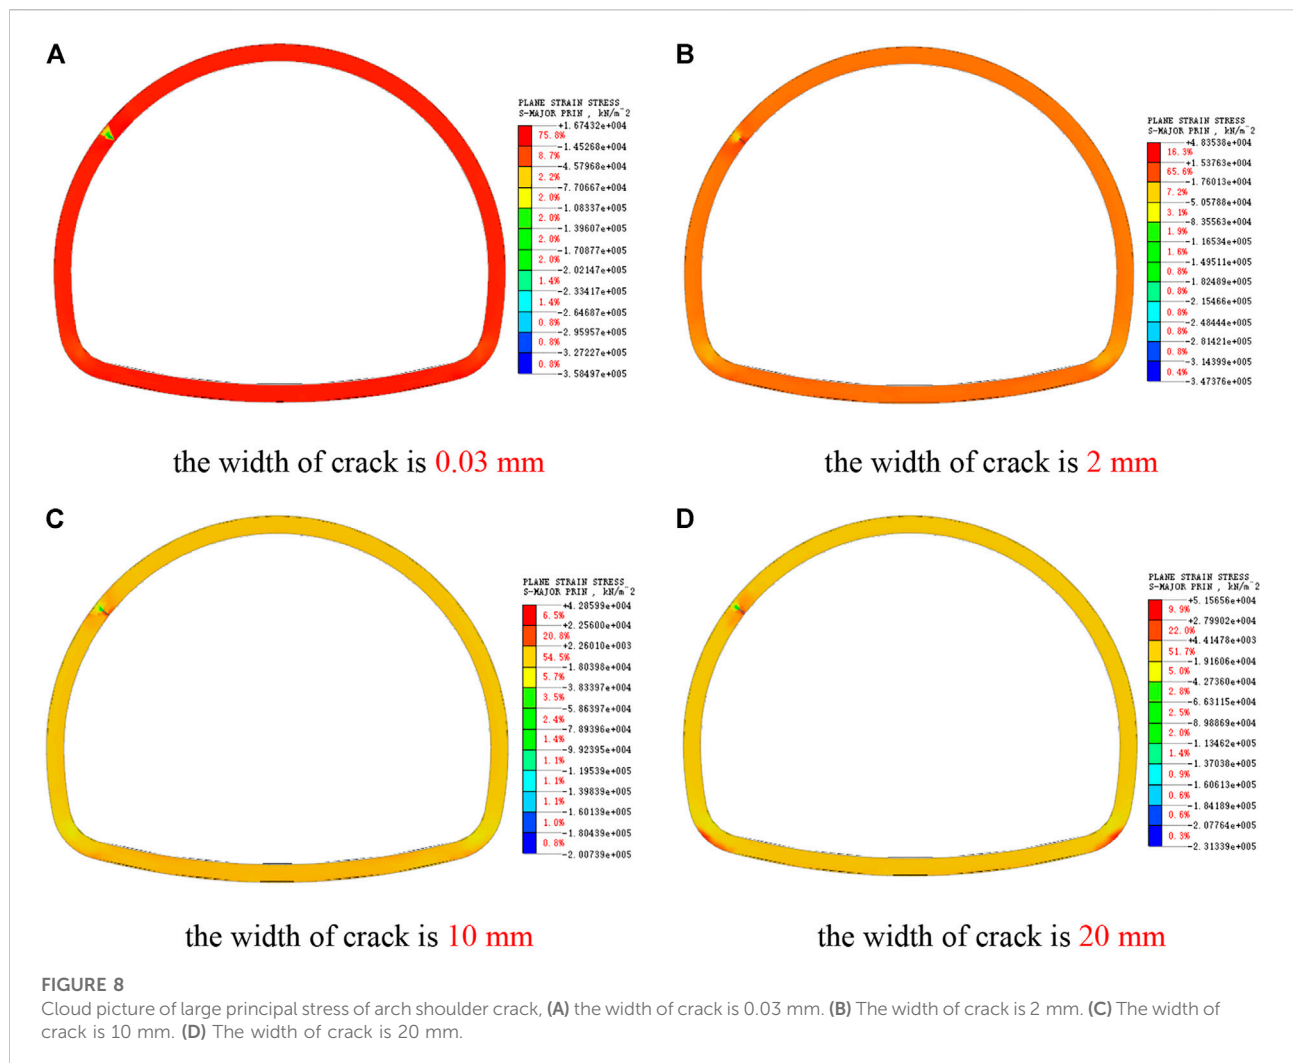 A
PLANE STRAIN STRESS
S-MAJOR PRIN , kN/m^2
+1.67432e+004
75.8%
-1.45268e+004
8.7%
-4.57968e+004
2.2%
-7.70667e+004
2.0%
-1.08337e+005
2.0%
-1.39607e+005
2.0%
-1.70877e+005
2.0%
-2.02147e+005
1.4%
-2.33417e+005
1.4%
-2.64687e+005
0.8%
-2.95957e+005
0.8%
-3.27227e+005
0.8%
-3.58497e+005
the width of crack is 0.03 mm
B
PLANE STRAIN STRESS
S-MAJOR PRIN , kN/m^2
+4.83538e+004
16.3%
+1.53763e+004
65.6%
-1.76013e+004
7.2%
-5.05788e+004
3.1%
-8.35563e+004
1.9%
-1.16534e+005
1.6%
-1.49511e+005
0.8%
-1.82489e+005
0.8%
-2.15466e+005
0.8%
-2.48444e+005
0.8%
-2.81421e+005
0.8%
-3.14399e+005
0.4%
-3.47376e+005
the width of crack is 2 mm
C
PLANE STRAIN STRESS
S-MAJOR PRIN , kN/m^2
+4.28599e+004
6.5%
+2.25600e+004
20.8%
+2.26010e+003
54.5%
-1.80398e+004
5.7%
-3.83397e+004
3.5%
-5.86397e+004
2.4%
-7.89396e+004
1.4%
-9.92395e+004
1.1%
-1.19539e+005
1.1%
-1.39839e+005
1.1%
-1.60139e+005
1.0%
-1.80439e+005
0.8%
-2.00739e+005
the width of crack is 10 mm
D
PLANE STRAIN STRESS
S-MAJOR PRIN , kN/m^2
+5.15656e+004
9.9%
+2.79902e+004
22.0%
+4.41478e+003
51.7%
-1.91606e+004
5.0%
-4.27360e+004
2.8%
-6.63115e+004
2.5%
-8.98869e+004
2.0%
-1.13462e+005
1.4%
-1.37038e+005
0.9%
-1.60613e+005
0.6%
-1.84189e+005
0.6%
-2.07764e+005
0.3%
-2.31339e+005
the width of crack is 20 mm
FIGURE 8
Cloud picture of large principal stress of arch shoulder crack, (A) the width of crack is 0.03 mm. (B) The width of crack is 2 mm. (C) The width of
crack is 10 mm. (D) The width of crack is 20 mm.